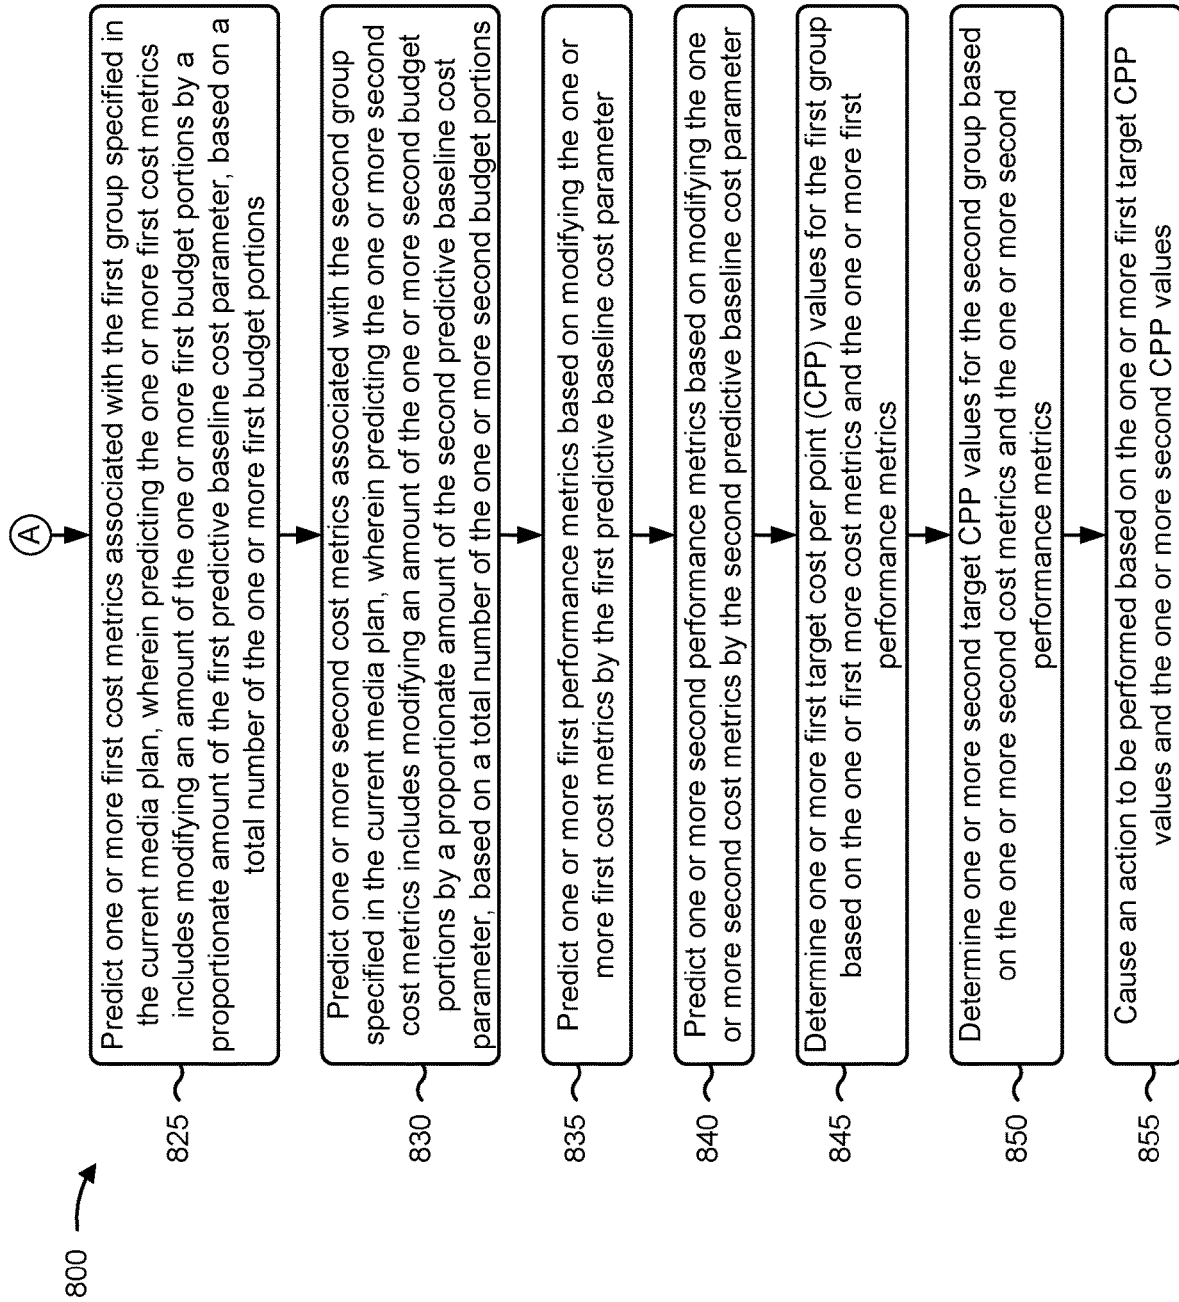 800
A
825
Predict one or more first cost metrics associated with the first group specified in
the current media plan, wherein predicting the one or more first cost metrics
includes modifying an amount of the one or more first budget portions by a
proportionate amount of the first predictive baseline cost parameter, based on a
total number of the one or more first budget portions
830
Predict one or more second cost metrics associated with the second group
specified in the current media plan, wherein predicting the one or more second
cost metrics includes modifying an amount of the one or more second budget
portions by a proportionate amount of the second predictive baseline cost
parameter, based on a total number of the one or more second budget portions
835
Predict one or more first performance metrics based on modifying the one or
more first cost metrics by the first predictive baseline cost parameter
840
Predict one or more second performance metrics based on modifying the one
or more second cost metrics by the second predictive baseline cost parameter
845
Determine one or more first target cost per point (CPP) values for the first group
based on the one or first more cost metrics and the one or more first
performance metrics
850
Determine one or more second target CPP values for the second group based
on the one or more second cost metrics and the one or more second
performance metrics
855
Cause an action to be performed based on the one or more first target CPP
values and the one or more second CPP values